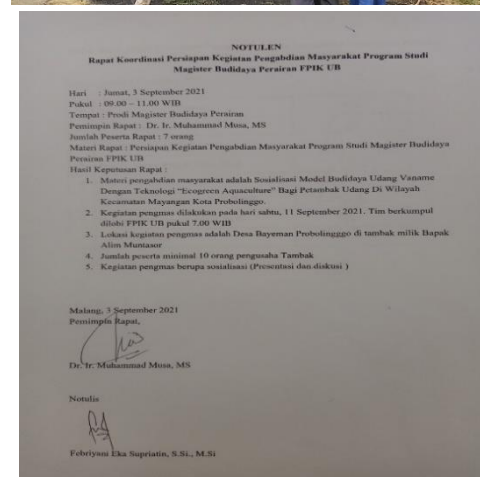 NOTULEN
Rapat Koordinasi Persiapan Kegiatan Pengabdian Masyarakat Program Studi
Magister Budidaya Perairan FPIK UB
Hari : Jumat, 3 September 2021
Pukul : 09.00 – 11.00 WIB
Tempat : Prodi Magister Budidaya Perairan
Pemimpin Rapat : Dr. Ir. Muhammad Musa, MS
Jumlah Peserta Rapat : 7 orang
Materi Rapat : Persiapan Kegiatan Pengabdian Masyarakat Program Studi Magister Budidaya
Perairan FPIK UB
Hasil Keputusan Rapat :
1. Materi pengabdian masyarakat adalah Sosialisasi Model Budidaya Udang Vaname
Dengan Teknologi “Ecogreen Aquaculture” Bagi Petambak Udang Di Wilayah
Kecamatan Mayangan Kota Probolinggo.
2. Kegiatan pengmas dilakukan pada hari sabtu, 11 September 2021. Tim berkumpul
dilobi FPIK UB pukul 7.00 WIB
3. Lokasi kegiatan pengmas adalah Desa Bayeman Probolingggo di tambak milik Bapak
Alim Muntasor
4. Jumlah peserta minimal 10 orang pengusaha Tambak
5. Kegiatan pengmas berupa sosialisasi (Presentasi dan diskusi )
Malang, 3 September 2021
Pemimpin Rapat,
Dr. Ir. Muhammad Musa, MS
Notulis
Febriyani Eka Supriatin, S.Si., M.Si